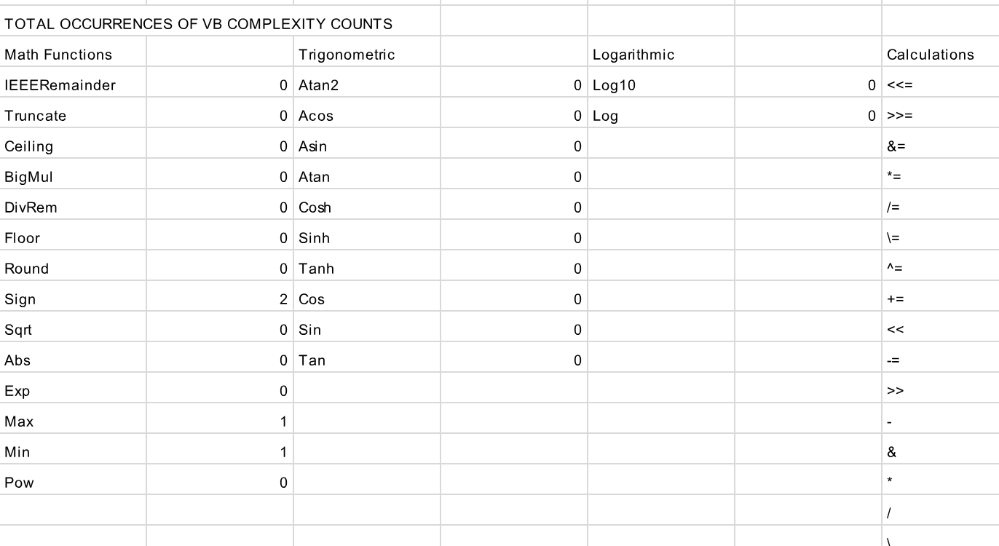 TOTAL OCCURRENCES OF VB COMPLEXITY COUNTS
Math Functions Trigonometric Logarithmic Calculations
IEEERemainder 0 Atan2 0 Log10 0 <<=
Truncate 0 Acos 0 Log 0 >>=
Ceiling 0 Asin 0 &=
BigMul 0 Atan 0 *=
DivRem 0 Cosh 0 /=
Floor 0 Sinh 0 \=
Round 0 Tanh 0 ^=
Sign 2 Cos 0 +=
Sqrt 0 Sin 0 <<
Abs 0 Tan 0 -=
Exp 0 >>
Max 1 -
Min 1 &
Pow 0 *
/
\